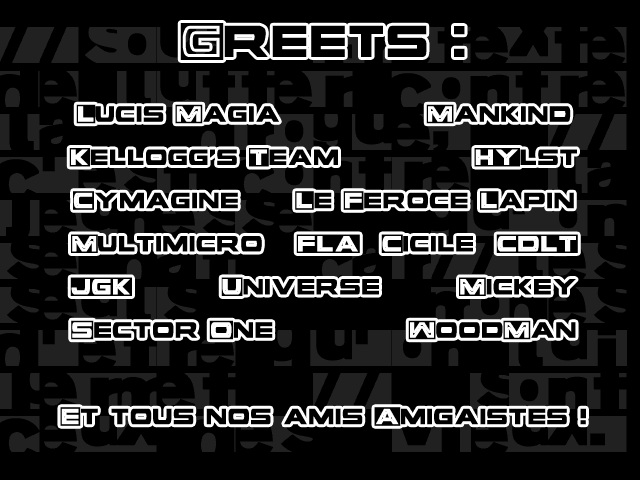 Greets :
Lucis Magia Mankind
Kellogg's Team HYlst
Cymagine Le Feroce Lapin
Multimicro FLA Cicile CDLT
JGK Universe Mickey
Sector One WoodMan
Et tous nos amis Amigaistes !